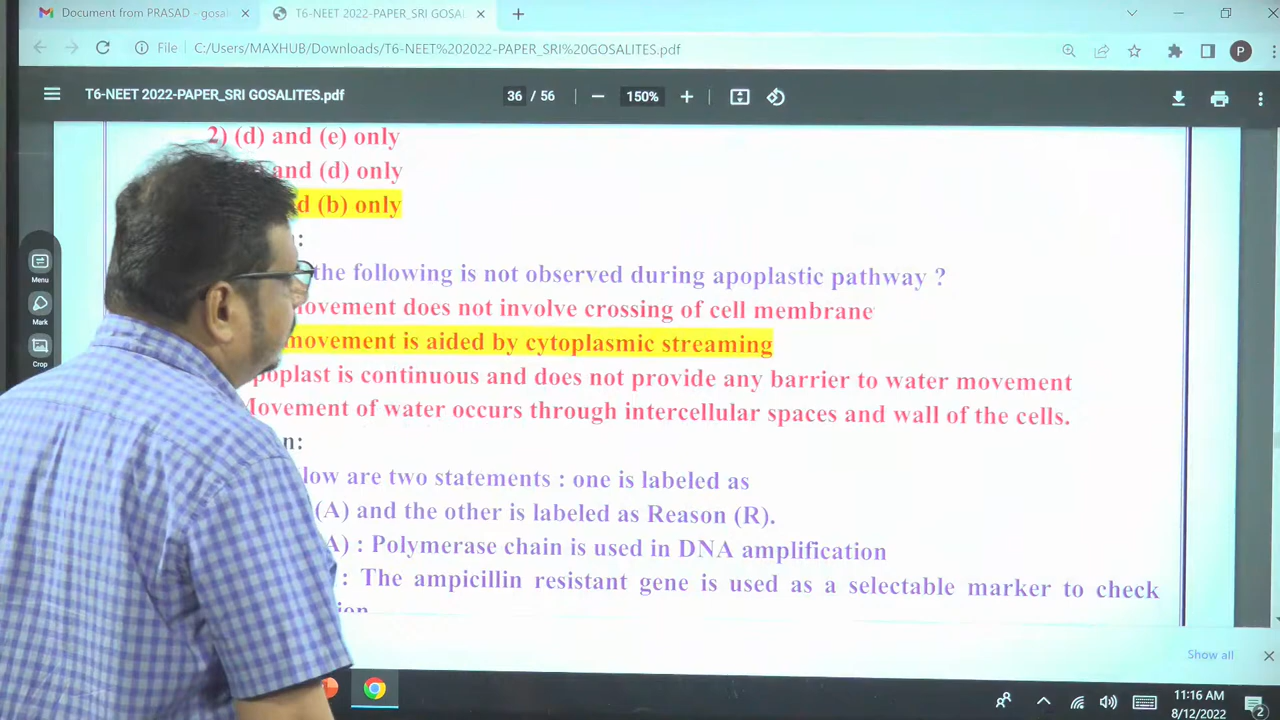 Document from PRASAD - gosal
T6-NEET 2022-PAPER_SRI GOSAL
File
C:/Users/MAXHUB/Downloads/T6-NEET%202022-PAPER_SRI%20GOSALITES.pdf
P
T6-NEET 2022-PAPER_SRI GOSALITES.pdf
36 / 56
150%
2) (d) and (e) only
and (d) only
(b) only
:
the following is not observed during apoplastic pathway ?
movement does not involve crossing of cell membrane
movement is aided by cytoplasmic streaming
is continuous and does not provide any barrier to water movement
Movement of water occurs through intercellular spaces and wall of the cells.
are two statements : one is labeled as
(A) and the other is labeled as Reason (R).
A) : Polymerase chain is used in DNA amplification
: The ampicillin resistant gene is used as a selectable marker to check
Menu
Mark
Crop
Show all
11:16 AM
8/12/2022
2